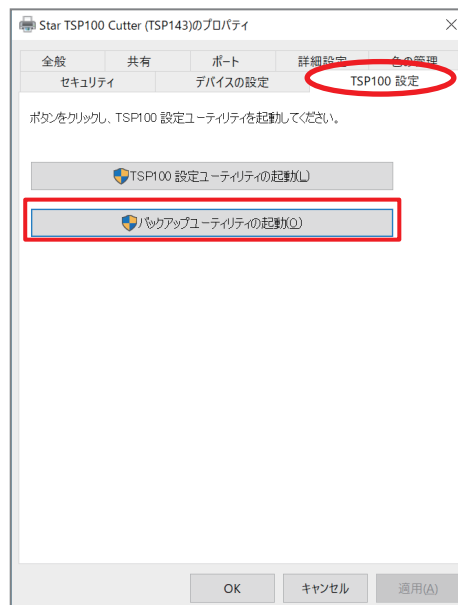 Star TSP100 Cutter (TSP143)のプロパティ
全般 共有 ポート 詳細設定 色の管理
セキュリティ デバイスの設定 TSP100 設定
ボタンをクリックし、TSP100 設定ユーティリティを起動してください。
TSP100 設定ユーティリティの起動(L)
バックアップユーティリティの起動(O)
OK キャンセル 適用(A)